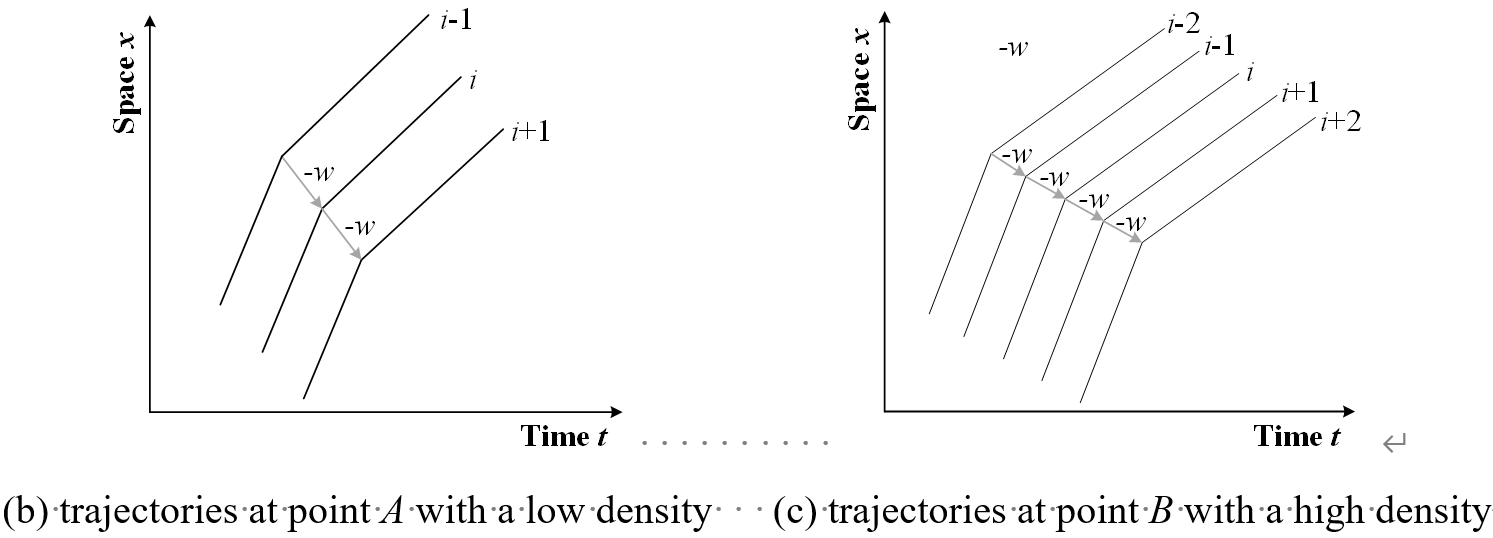 Space x
i-1
i
i+1
-w
-w
Time t
Space x
-w
i-2
i-1
i
i+1
i+2
-w
-w
-w
-w
Time t
(b) trajectories at point A with a low density
(c) trajectories at point B with a high density